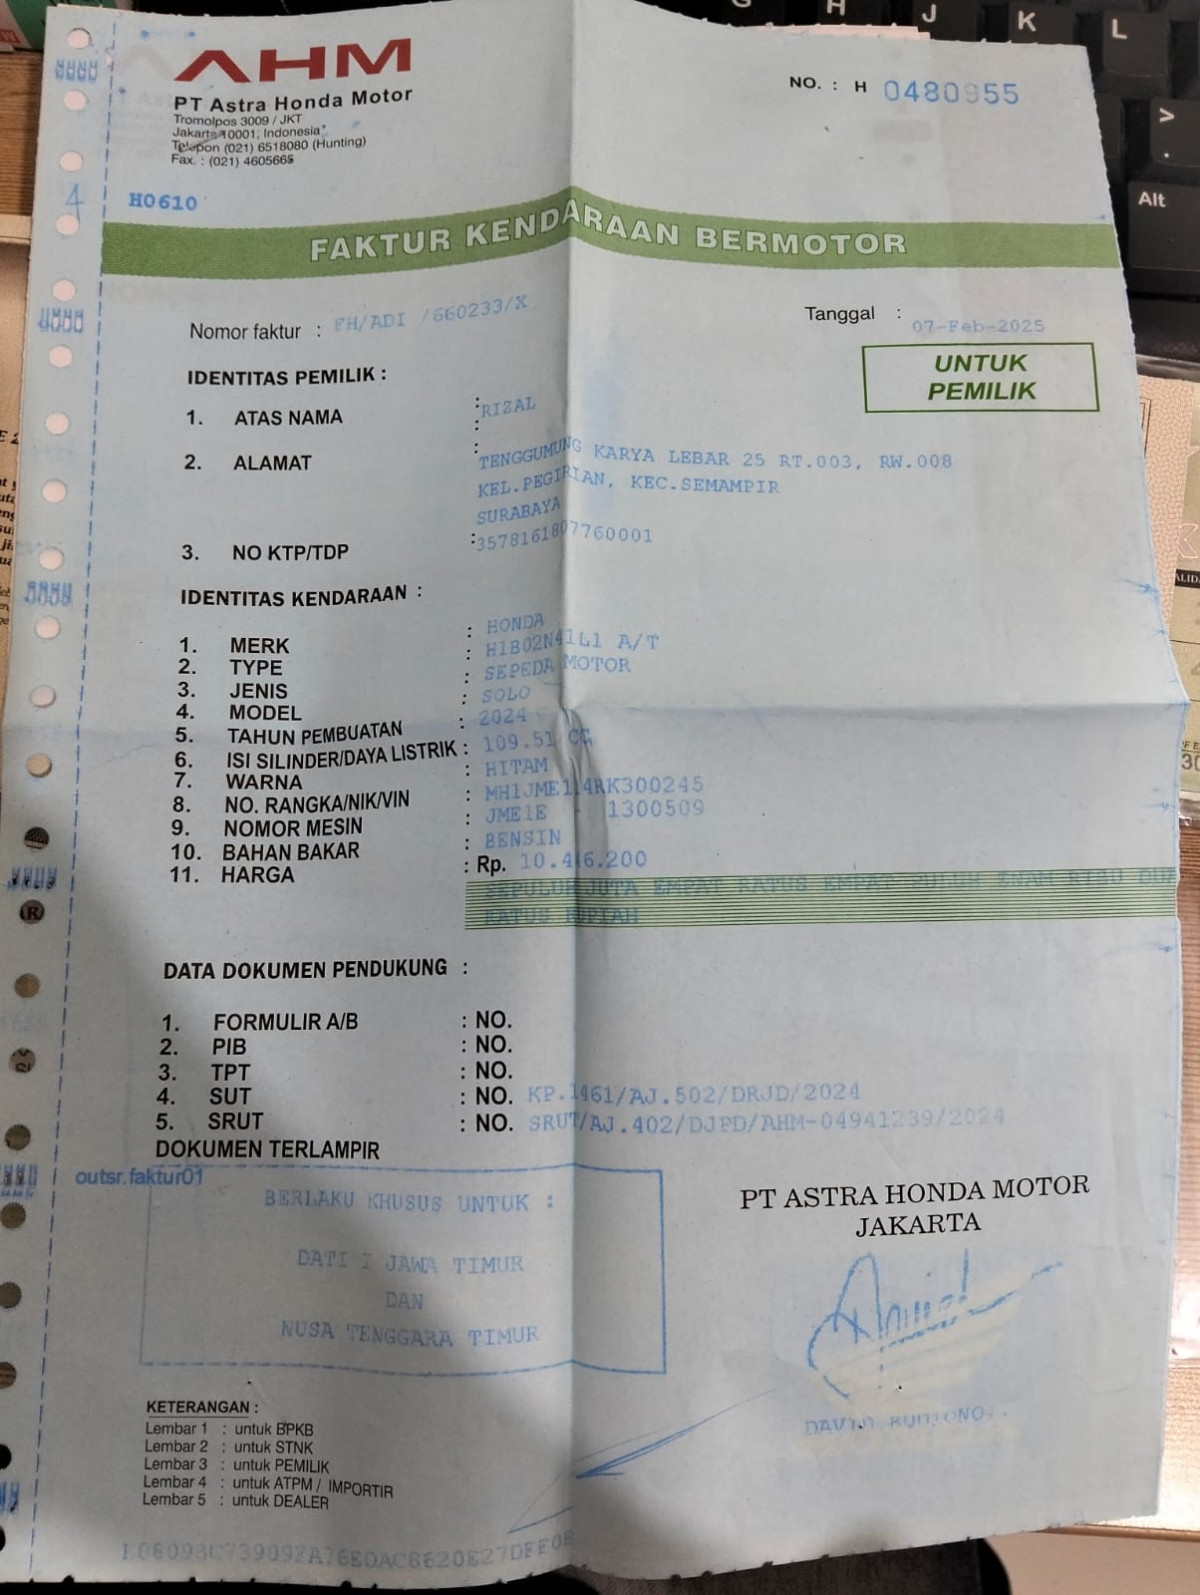 AHM
PT Astra Honda Motor
Tromolpos 3009 / JKT
Jakarta 10001, Indonesia
Telepon (021) 6518080 (Hunting)
Fax. : (021) 4605665
NO. : H 0480955
4
H0610
FAKTUR KENDARAAN BERMOTOR
Nomor faktur : FH/ADI /660233/X
Tanggal : 07-Feb-2025
UNTUK
PEMILIK
IDENTITAS PEMILIK :
1. ATAS NAMA : RIZAL
2. ALAMAT : TENGGUMUNG KARYA LEBAR 25 RT.003, RW.008
KEL.PEGIRIAN, KEC.SEMAMPIR
SURABAYA
3. NO KTP/TDP : 3578161807760001
IDENTITAS KENDARAAN :
1. MERK : HONDA
2. TYPE : H1B02N41L1 A/T
3. JENIS : SEPEDA MOTOR
4. MODEL : SOLO
5. TAHUN PEMBUATAN : 2024
6. ISI SILINDER/DAYA LISTRIK : 109.51 CC
7. WARNA : HITAM
8. NO. RANGKA/NIK/VIN : MH1JME114RK300245
9. NOMOR MESIN : JME1E - 1300509
10. BAHAN BAKAR : BENSIN
11. HARGA : Rp. 10.446.200
SEPULUH JUTA EMPAT RATUS EMPAT PULUH ENAM RIBU DUA
RATUS RUPIAH
DATA DOKUMEN PENDUKUNG :
1. FORMULIR A/B : NO.
2. PIB : NO.
3. TPT : NO.
4. SUT : NO. KP.1461/AJ.502/DRJD/2024
5. SRUT : NO. SRUT/AJ.402/DJPD/AHM-04941239/2024
DOKUMEN TERLAMPIR
outsr.faktur01
BERLAKU KHUSUS UNTUK :
DATI I JAWA TIMUR
DAN
NUSA TENGGARA TIMUR
PT ASTRA HONDA MOTOR
JAKARTA
DAVID BUDIONO
KETERANGAN :
Lembar 1 : untuk BPKB
Lembar 2 : untuk STNK
Lembar 3 : untuk PEMILIK
Lembar 4 : untuk ATPM / IMPORTIR
Lembar 5 : untuk DEALER
H
J
K
L
>
.
Alt